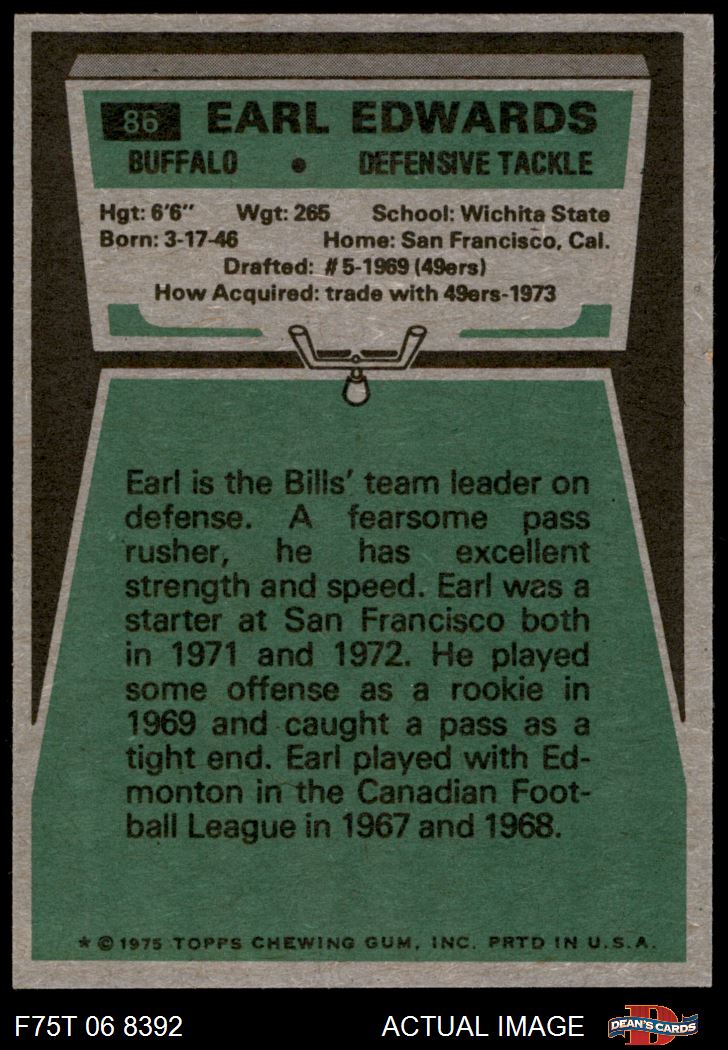 86 EARL EDWARDS
BUFFALO • DEFENSIVE TACKLE
Hgt: 6'6" Wgt: 265 School: Wichita State
Born: 3-17-46 Home: San Francisco, Cal.
Drafted: #5-1969 (49ers)
How Acquired: trade with 49ers-1973
Earl is the Bills' team leader on
defense. A fearsome pass
rusher, he has excellent
strength and speed. Earl was a
starter at San Francisco both
in 1971 and 1972. He played
some offense as a rookie in
1969 and caught a pass as a
tight end. Earl played with Ed-
monton in the Canadian Foot-
ball League in 1967 and 1968.
* © 1975 TOPPS CHEWING GUM, INC. PRTD IN U.S.A.
F75T 06 8392 ACTUAL IMAGE DEAN'S CARDS